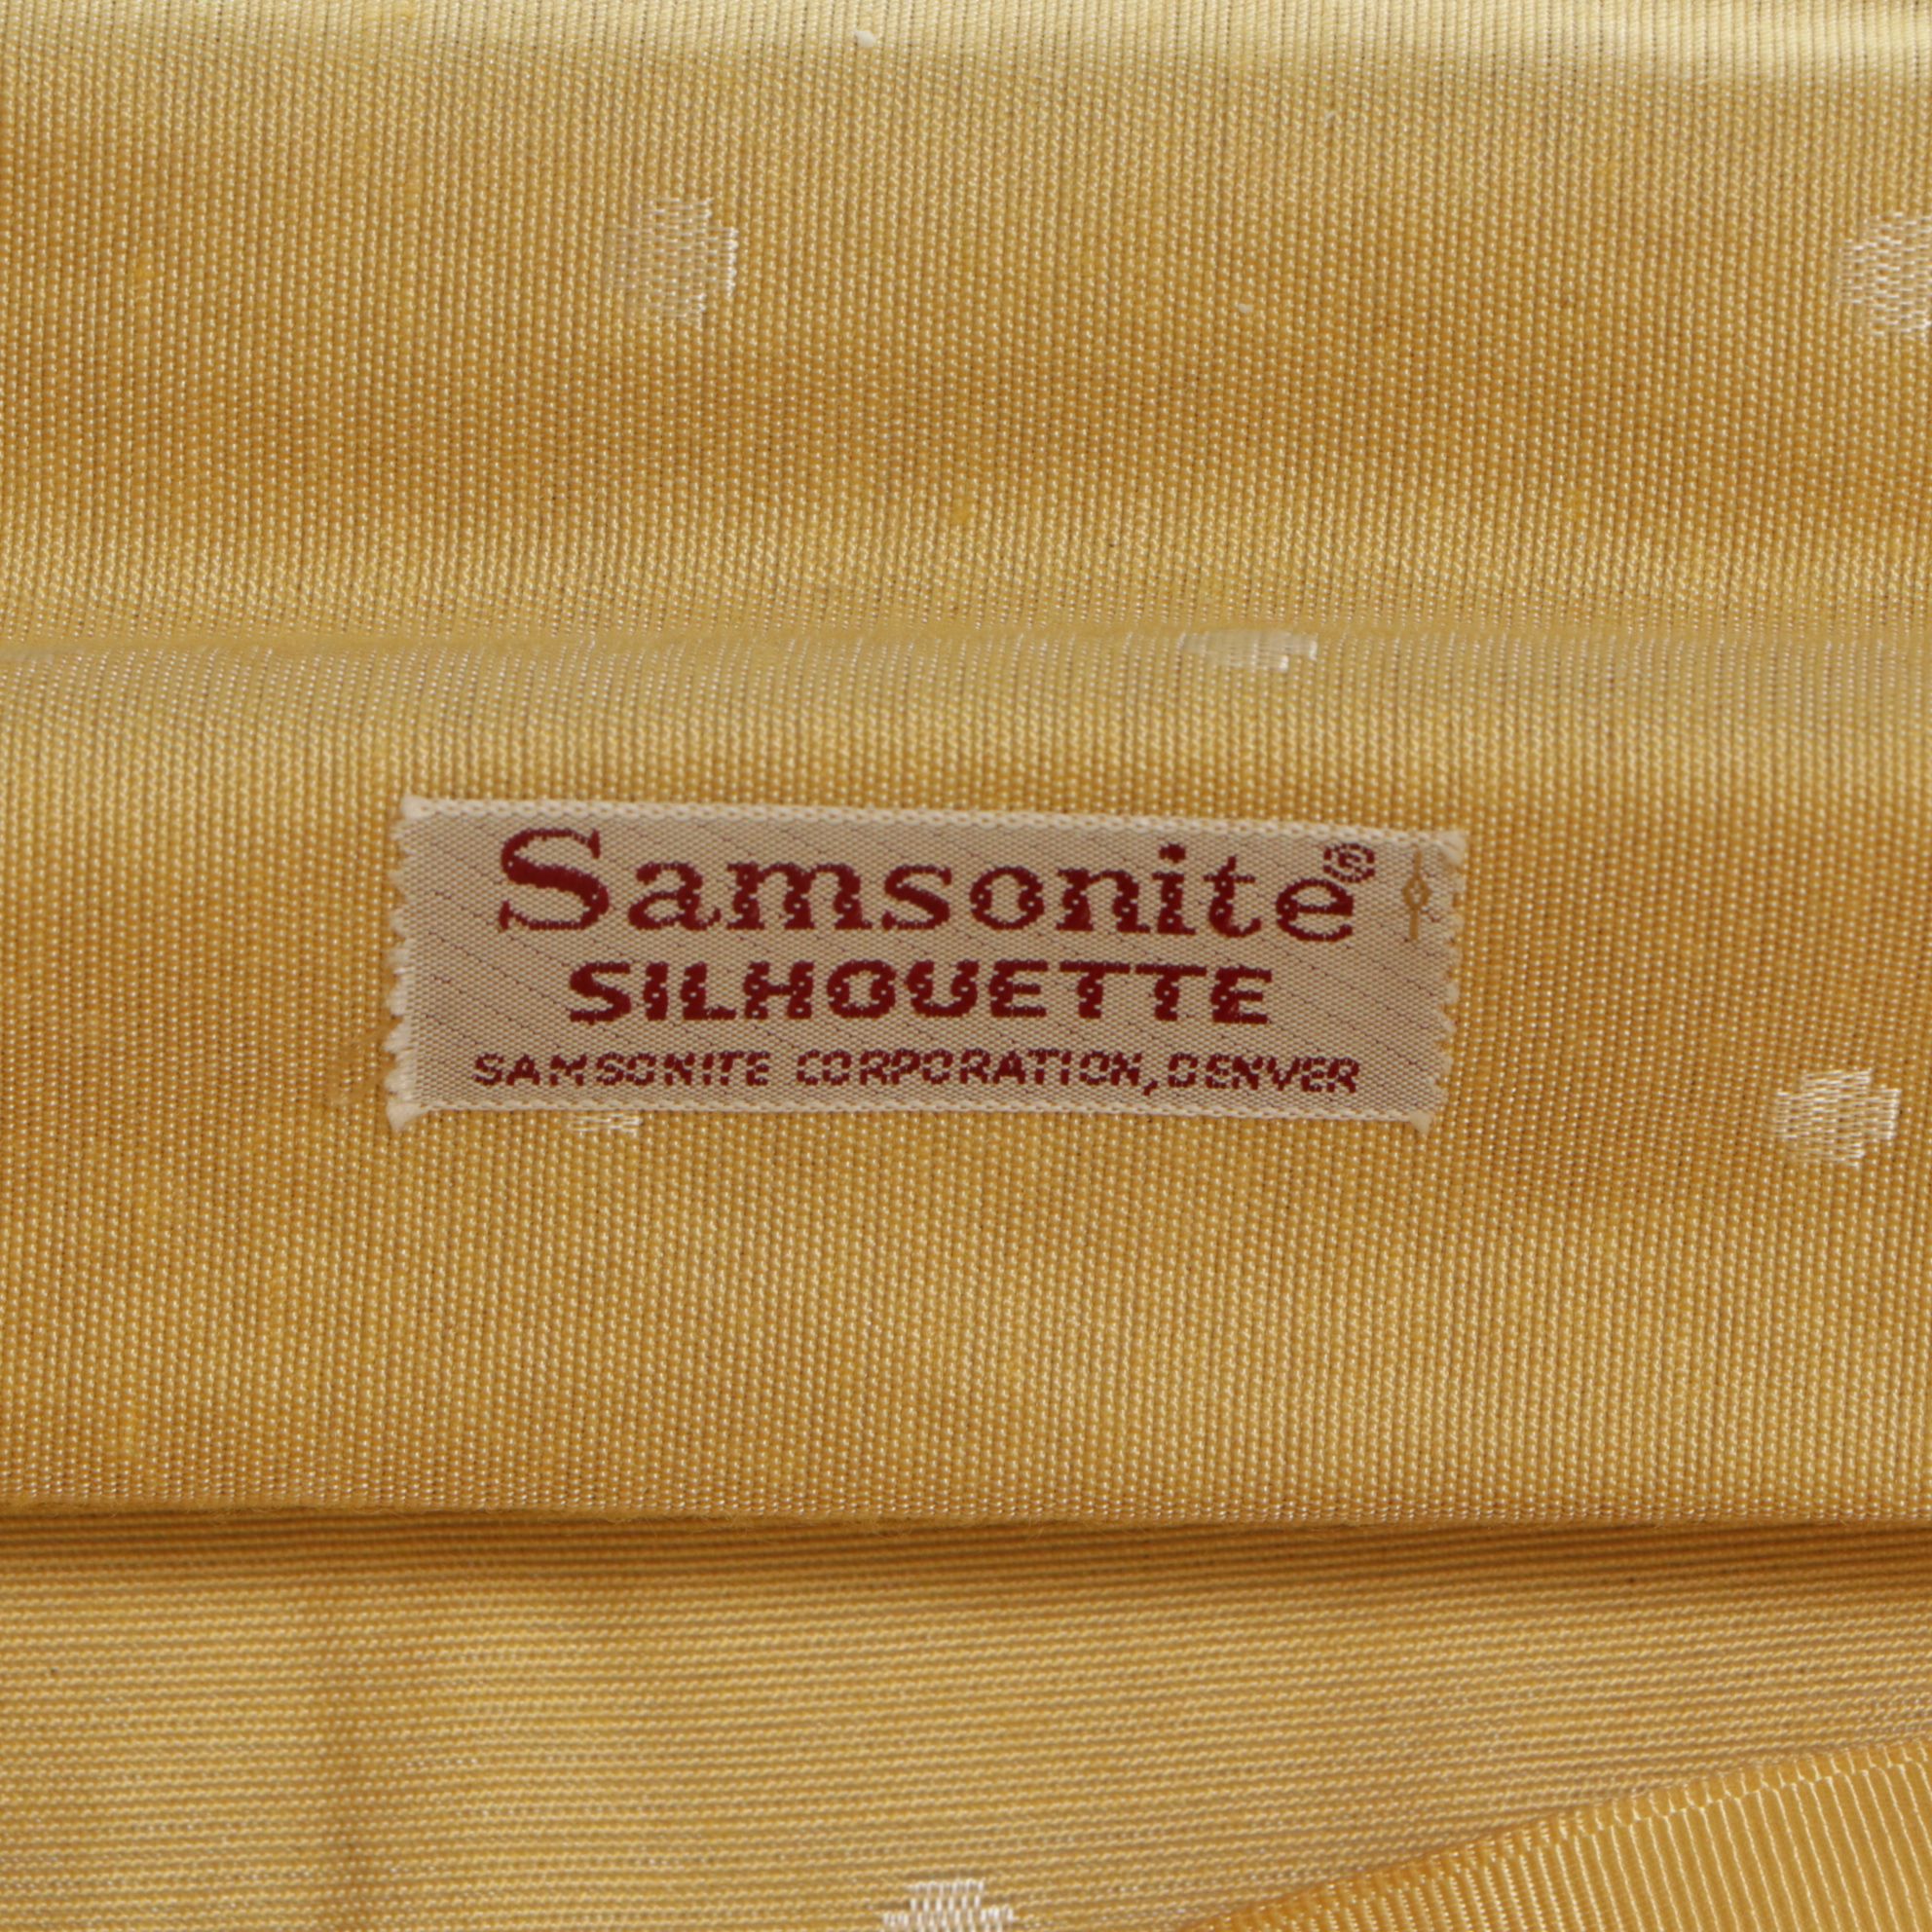 Samsonite®
SILHOUETTE
SAMSONITE CORPORATION, DENVER